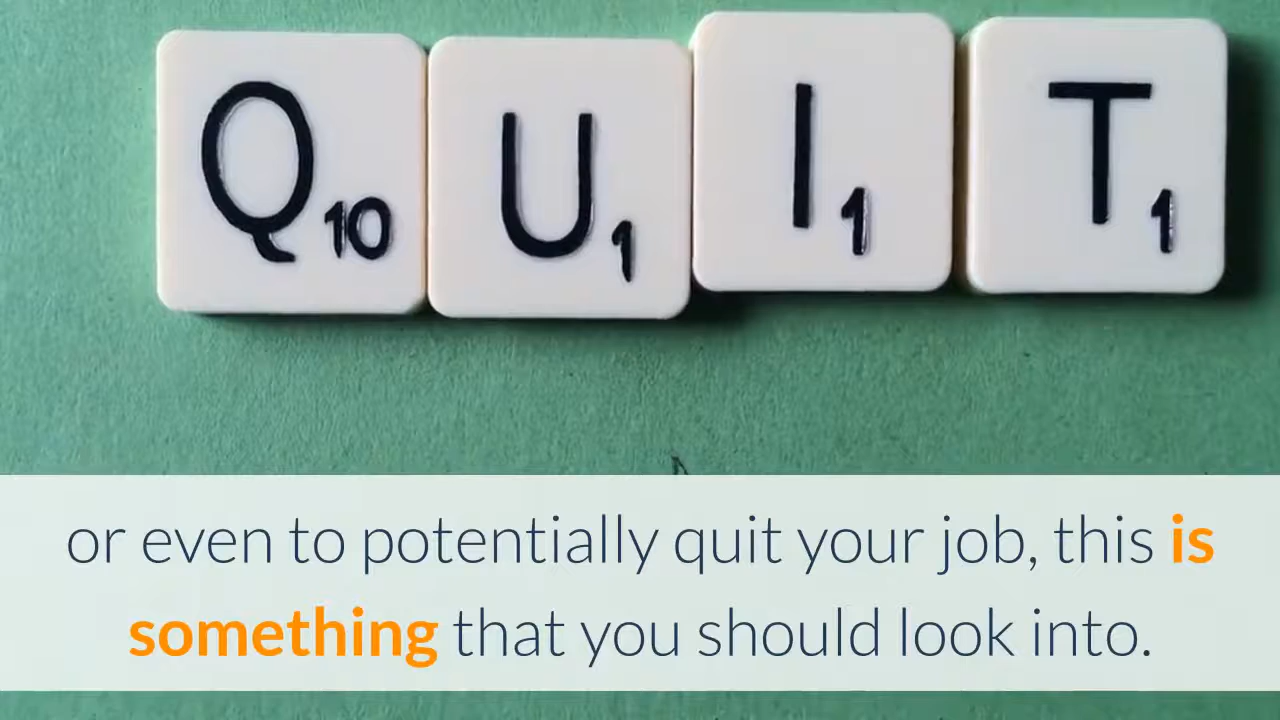 Q10 U1 I1 T1
or even to potentially quit your job, this is
something that you should look into.